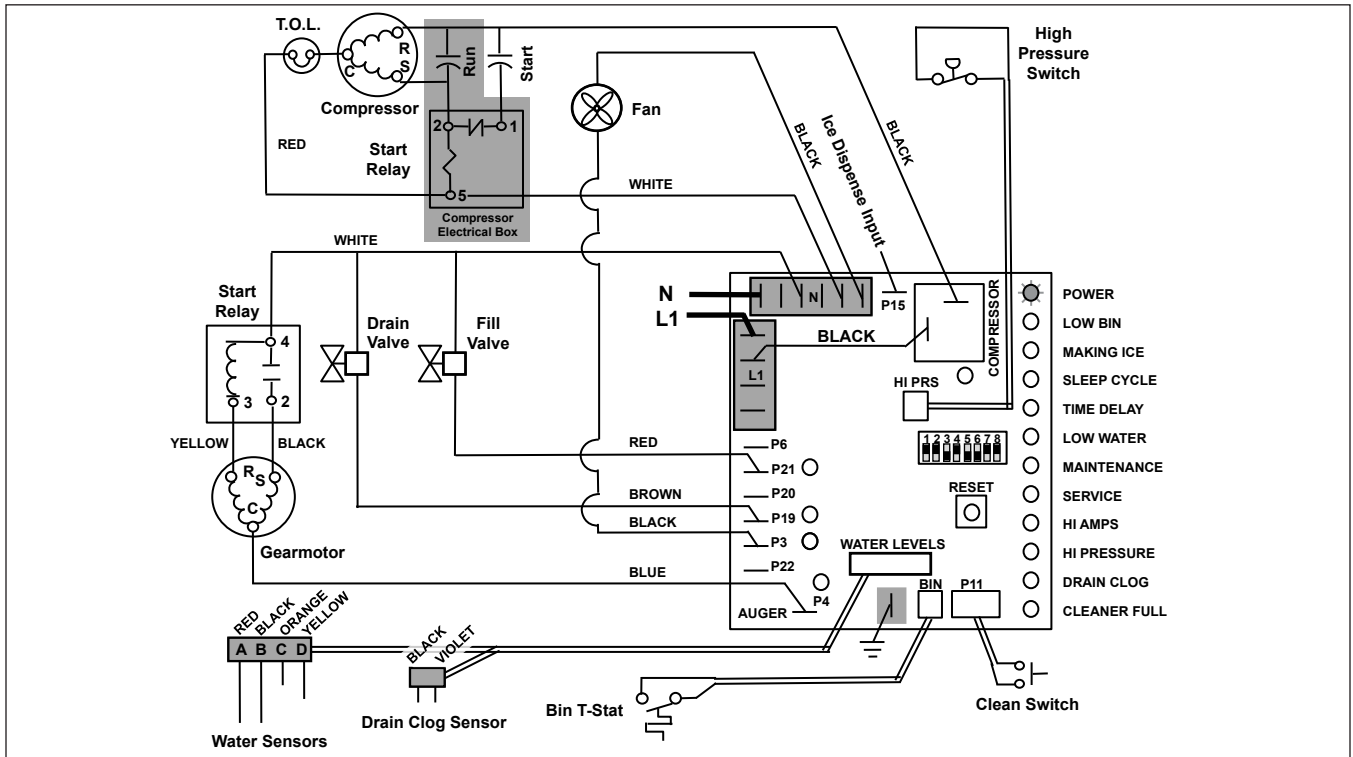 T.O.L.
R
S
C
Compressor
Run
Start
2
1
Start
Relay
5
Compressor
Electrical Box
RED
WHITE
Fan
BLACK
Ice Dispense Input
BLACK
High
Pressure
Switch
WHITE
Start
Relay
4
3
2
YELLOW
BLACK
R
S
C
Gearmotor
Drain
Valve
Fill
Valve
N
L1
N
P15
BLACK
L1
COMPRESSOR
HI PRS
1 2 3 4 5 6 7 8
RESET
POWER
LOW BIN
MAKING ICE
SLEEP CYCLE
TIME DELAY
LOW WATER
MAINTENANCE
SERVICE
HI AMPS
HI PRESSURE
DRAIN CLOG
CLEANER FULL
P6
RED
P21
P20
BROWN
P19
BLACK
P3
P22
BLUE
P4
AUGER
WATER LEVELS
BIN
P11
RED
BLACK
ORANGE
YELLOW
A B C D
Water Sensors
BLACK
VIOLET
Drain Clog Sensor
Bin T-Stat
Clean Switch